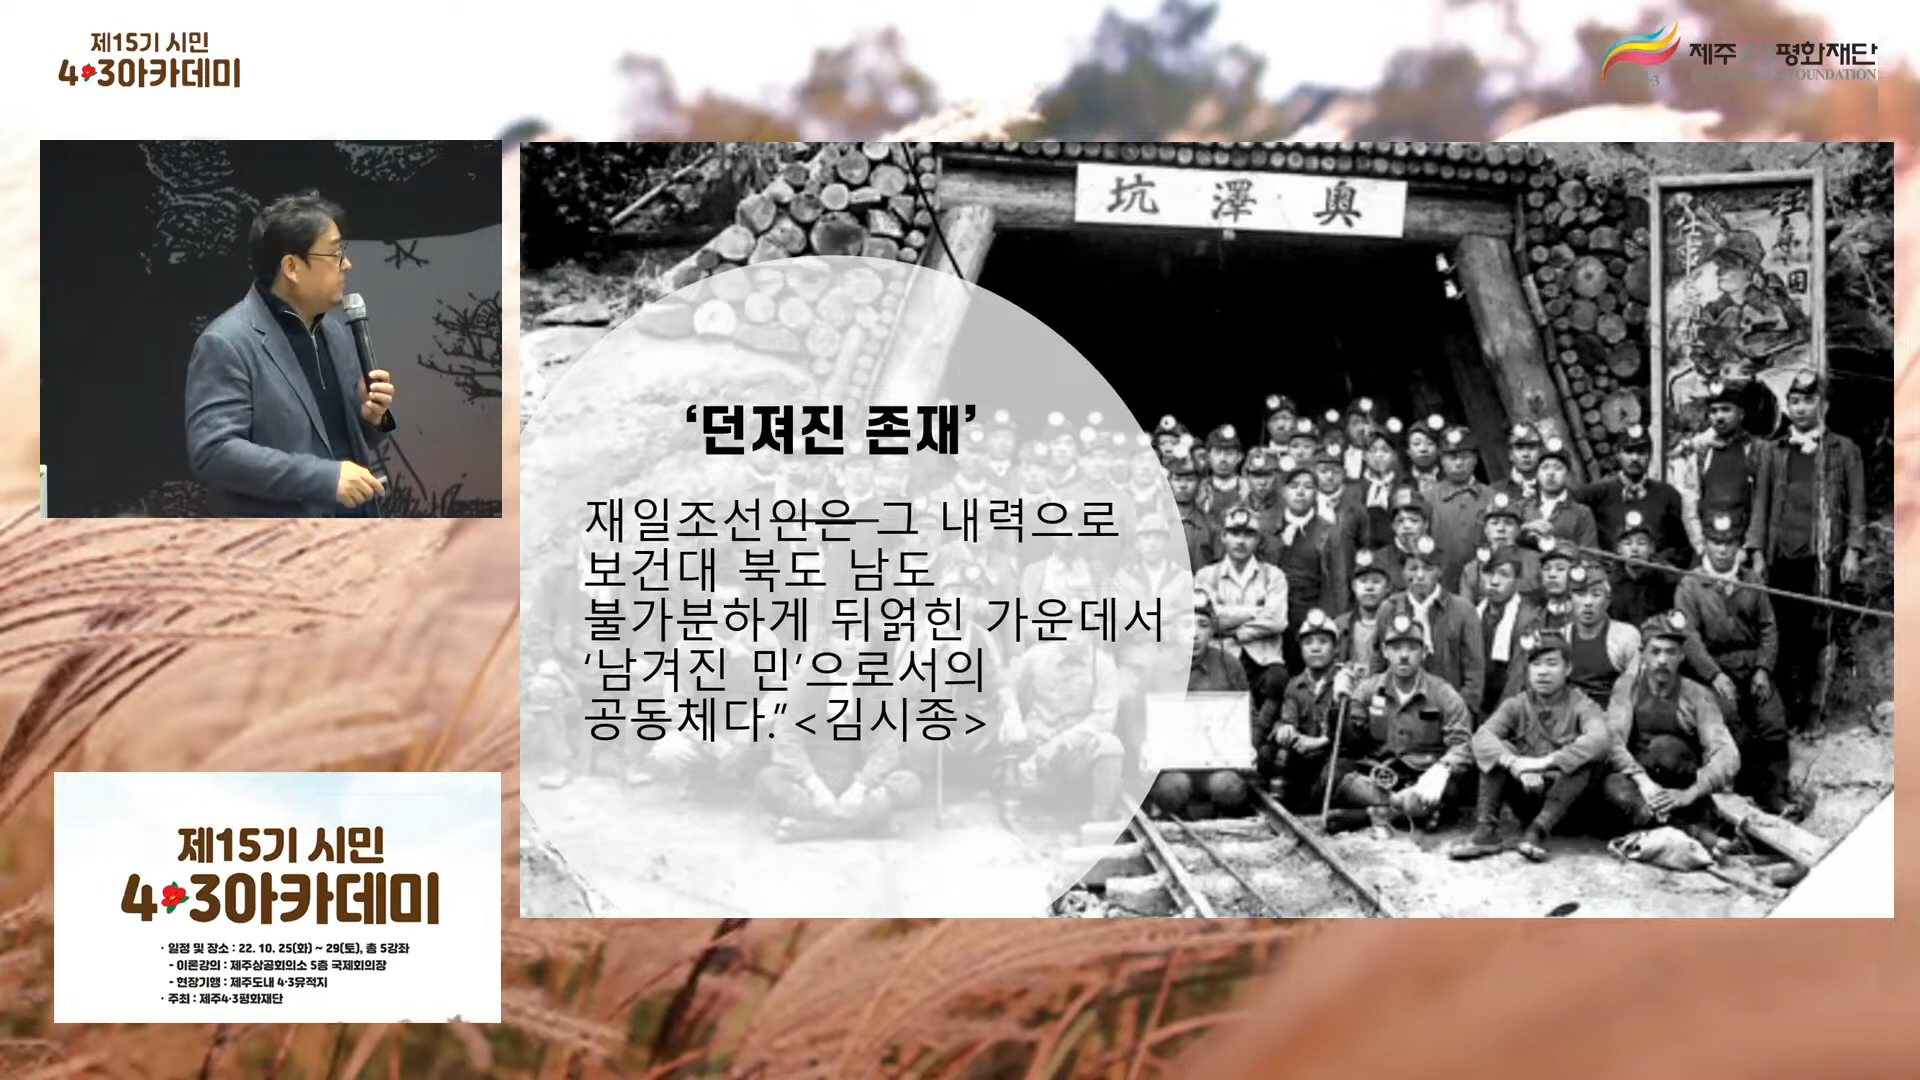 제15기 시민
4·3아카데미
제주4·3평화재단
FOUNDATION
坑 澤 奥
‘던져진 존재’
재일조선인은 그 내력으로
보건대 북도 남도
불가분하게 뒤얽힌 가운데서
‘남겨진 민’으로서의
공동체다.”<김시종>
제15기 시민
4·3아카데미
· 일정 및 장소 : 22. 10. 25(화) ~ 29(토), 총 5강좌
- 이론강의 : 제주상공회의소 5층 국제회의장
- 현장기행 : 제주도내 4·3유적지
· 주최 : 제주4·3평화재단